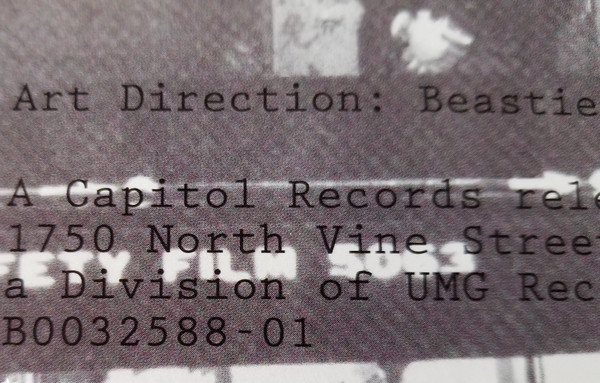 Art Direction: Beastie
A Capitol Records rele
1750 North Vine Street
FETY FILM 5063
a Division of UMG Rec
B0032588-01